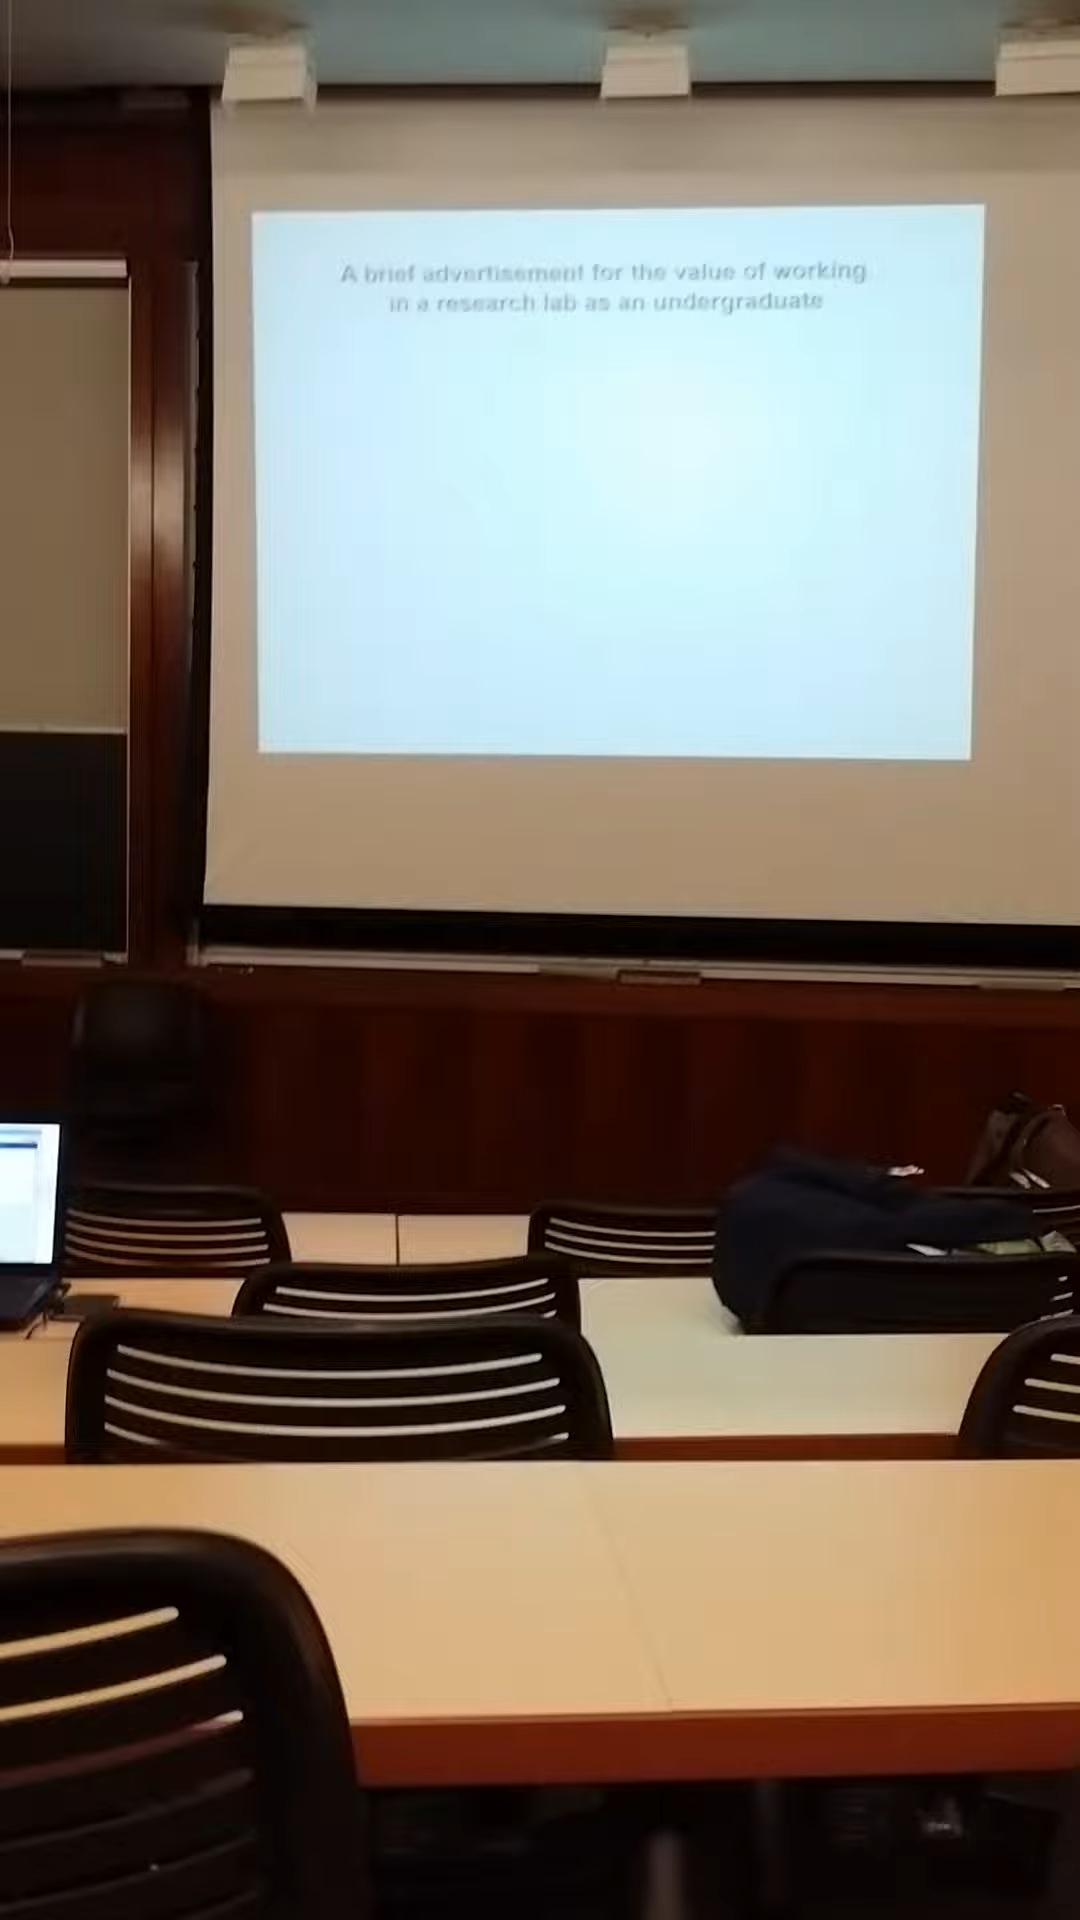 A brief advertisement for the value of working
in a research lab as an undergraduate